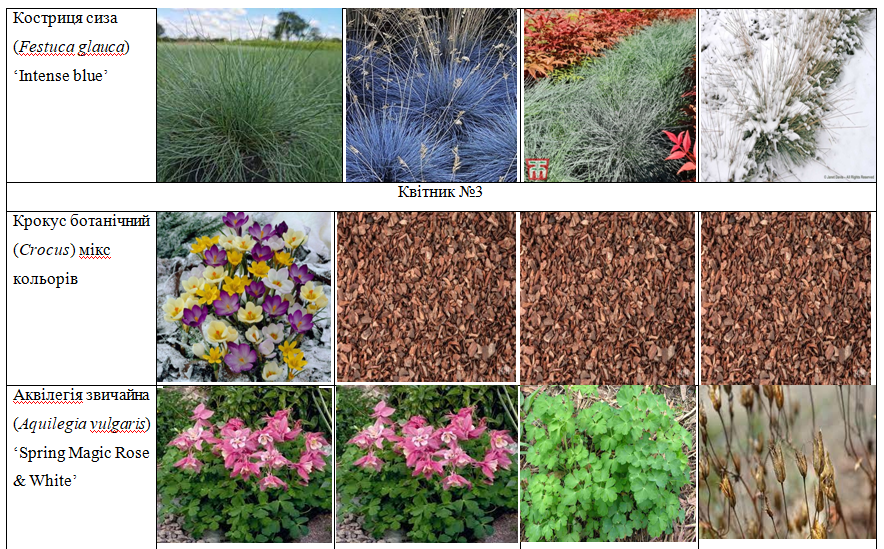 Костриця сиза
(Festuca glauca)
‘Intense blue’
Квітник №3
Крокус ботанічний
(Crocus) мікс
кольорів
Аквілегія звичайна
(Aquilegia vulgaris)
‘Spring Magic Rose
& White’